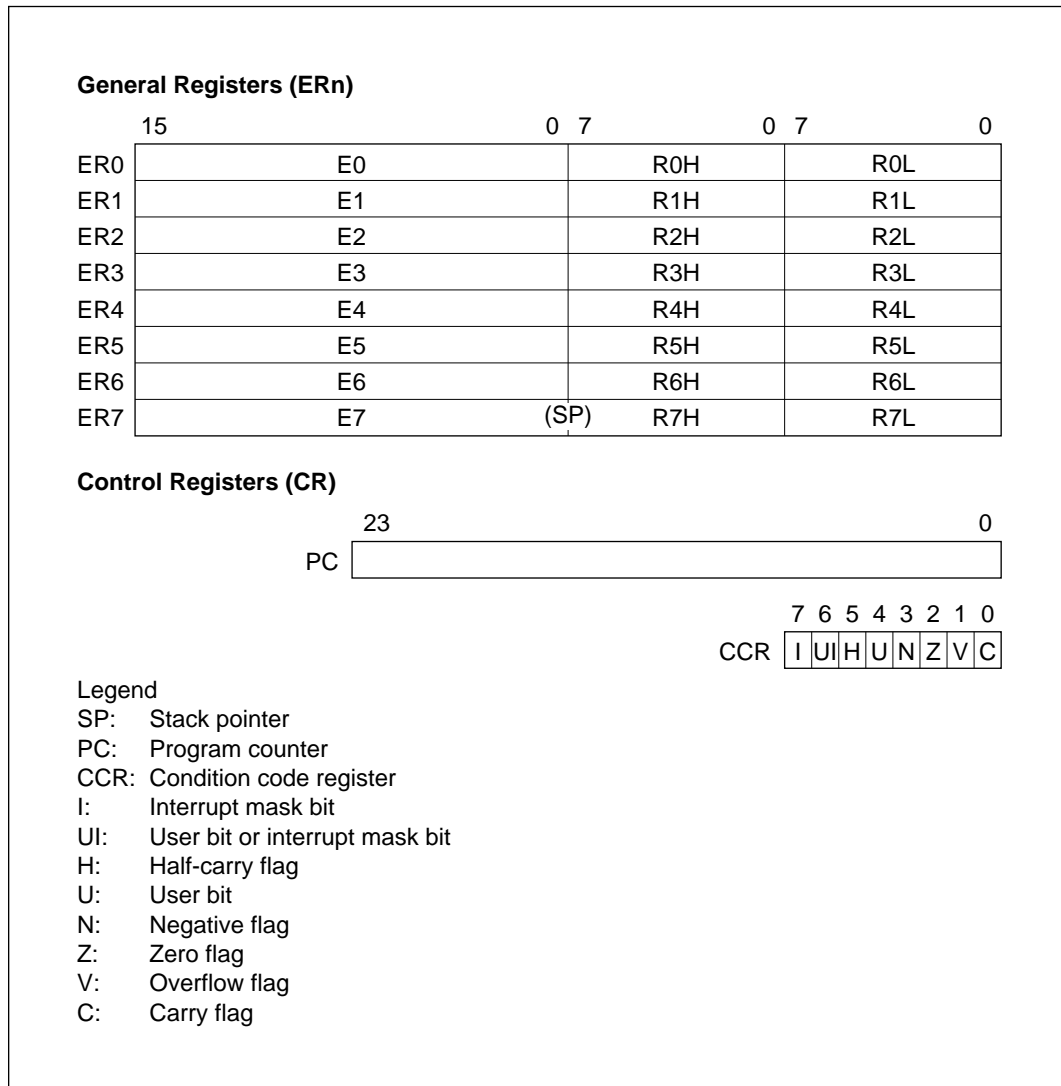 General Registers (ERn)
15 0 7 0 7 0
ER0 E0 R0H R0L
ER1 E1 R1H R1L
ER2 E2 R2H R2L
ER3 E3 R3H R3L
ER4 E4 R4H R4L
ER5 E5 R5H R5L
ER6 E6 R6H R6L
ER7 E7 (SP) R7H R7L
Control Registers (CR)
23 0
PC
7 6 5 4 3 2 1 0
CCR I UI H U N Z V C
Legend
SP: Stack pointer
PC: Program counter
CCR: Condition code register
I: Interrupt mask bit
UI: User bit or interrupt mask bit
H: Half-carry flag
U: User bit
N: Negative flag
Z: Zero flag
V: Overflow flag
C: Carry flag